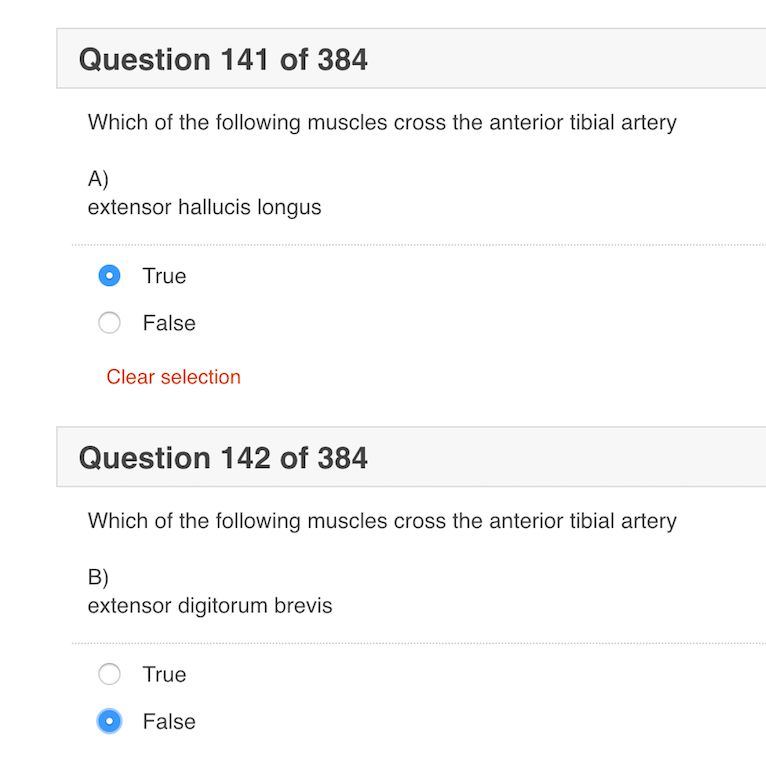 Question 141 of 384
Which of the following muscles cross the anterior tibial artery
A)
extensor hallucis longus
True
False
Clear selection
Question 142 of 384
Which of the following muscles cross the anterior tibial artery
B)
extensor digitorum brevis
True
False